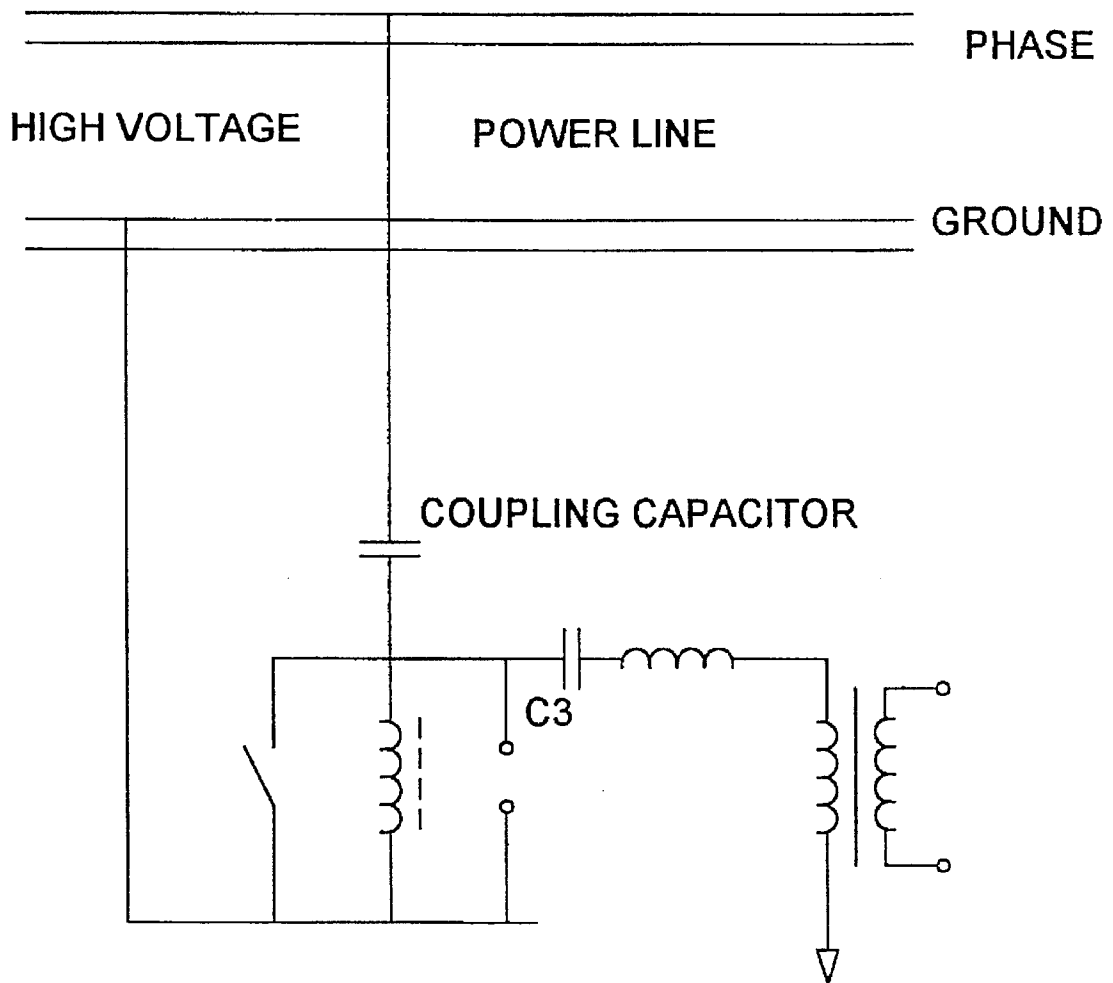 PHASE
HIGH VOLTAGE
POWER LINE
GROUND
COUPLING CAPACITOR
C3